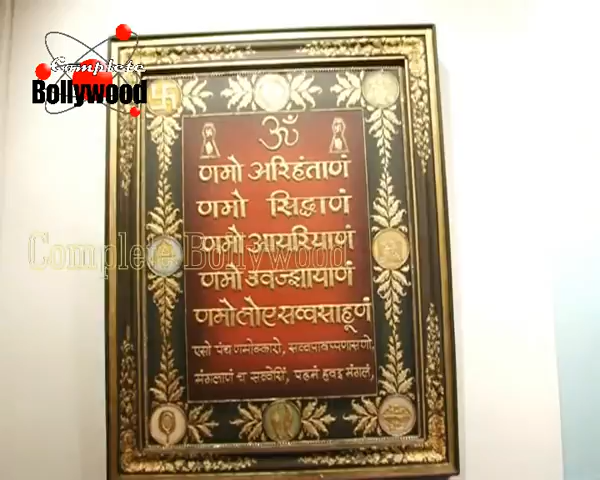 Complete
Bollywood
ॐ
णमो अरिहंताणं
णमो सिद्धाणं
णमो आयरियाणं
Complete Bollywood
णमो उवज्झायाणं
णमो लोए सव्वसाहूणं
एसो पंच णमोक्कारो, सव्वपावप्पणासणो,
मंगलाणं च सव्वेसिं, पढमं हवइ मंगलं,